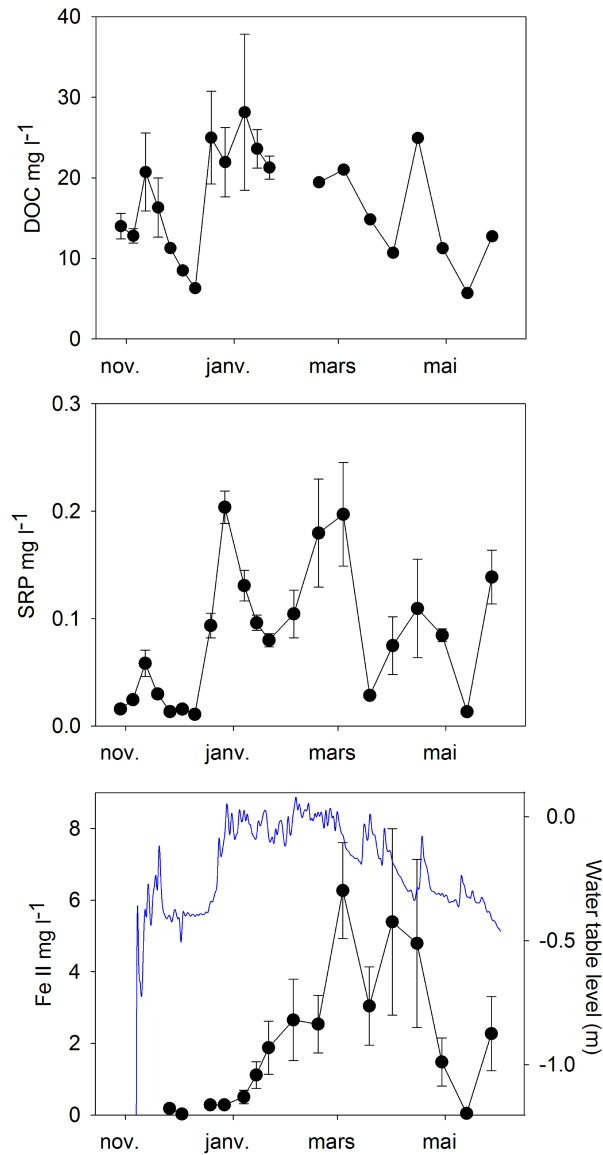 40
30
20
10
0
DOC mg l-1
nov.
janv.
mars
mai
0.3
0.2
0.1
0.0
SRP mg l-1
nov.
janv.
mars
mai
8
6
4
2
0
Fe II mg l-1
0.0
-0.5
-1.0
Water table level (m)
nov.
janv.
mars
mai